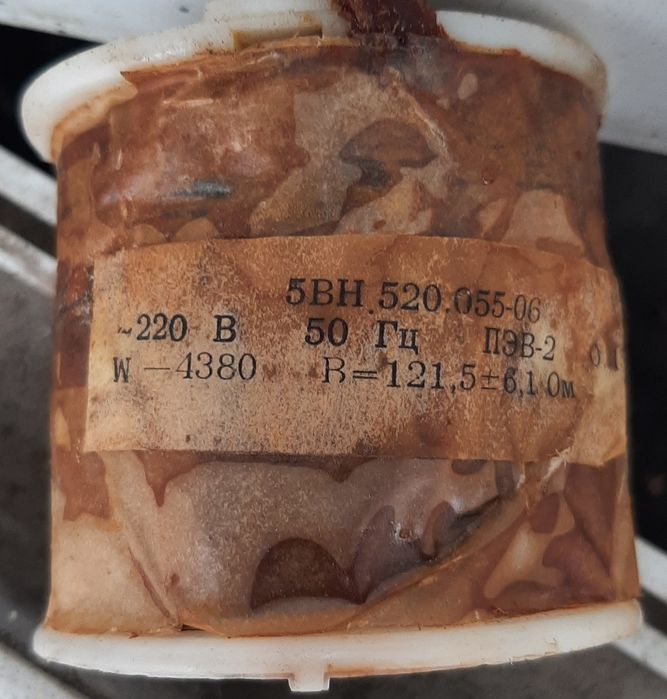 5ВН.520.055-06
~220 В 50 Гц ПЭВ-2
W —4380 R=121,5±6,1 Ом